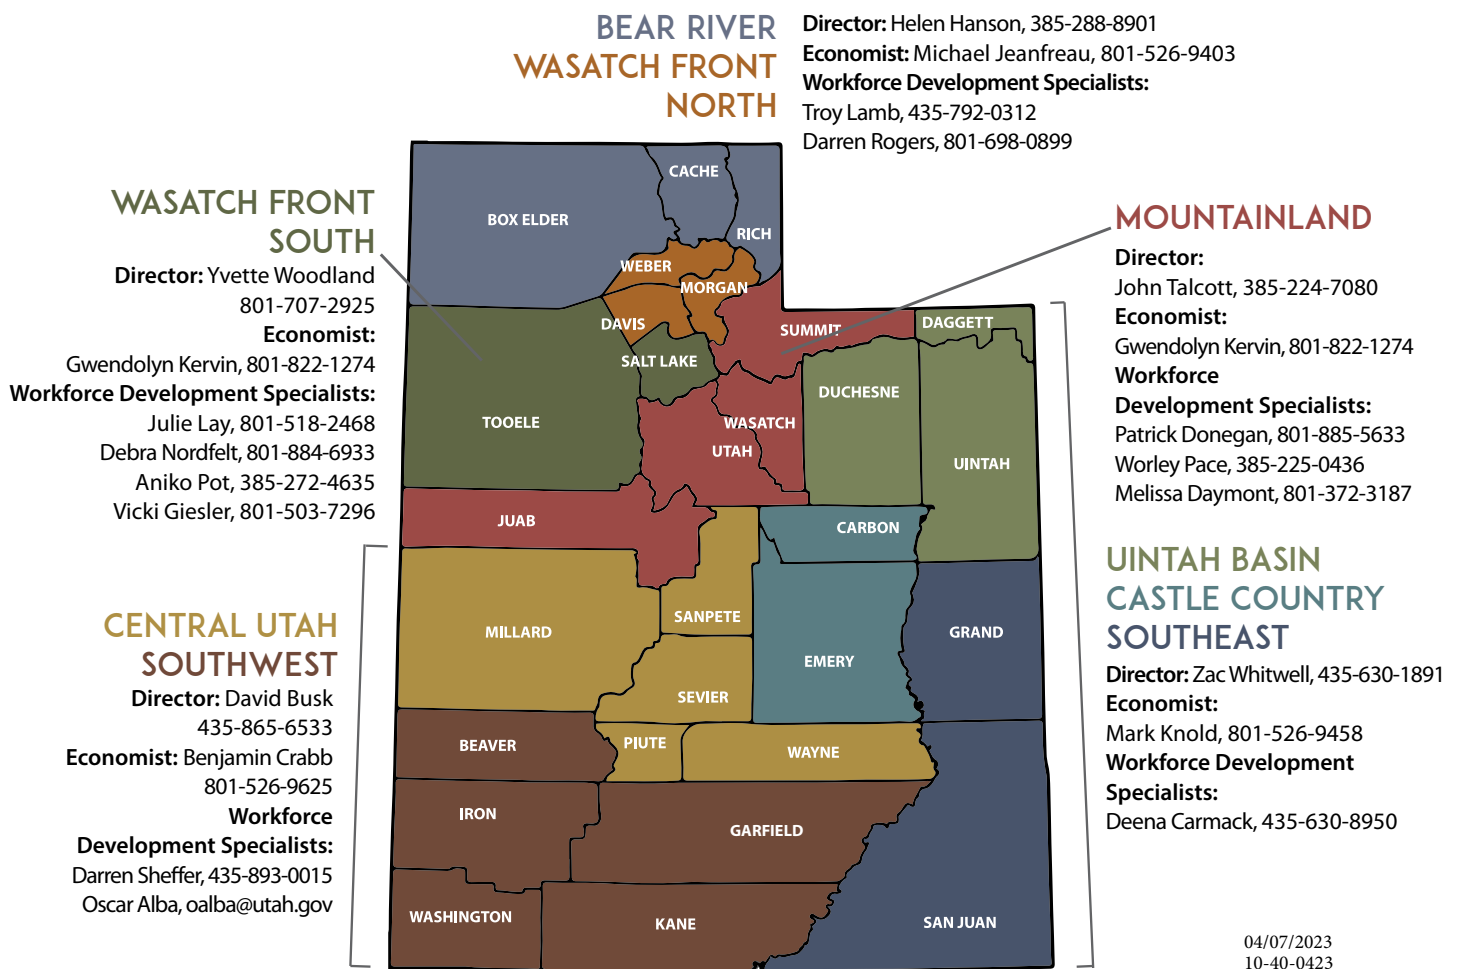 BEAR RIVER
WASATCH FRONT
NORTH
Director: Helen Hanson, 385-288-8901
Economist: Michael Jeanfreau, 801-526-9403
Workforce Development Specialists:
Troy Lamb, 435-792-0312
Darren Rogers, 801-698-0899
WASATCH FRONT
SOUTH
Director: Yvette Woodland
801-707-2925
Economist:
Gwendolyn Kervin, 801-822-1274
Workforce Development Specialists:
Julie Lay, 801-518-2468
Debra Nordfelt, 801-884-6933
Aniko Pot, 385-272-4635
Vicki Giesler, 801-503-7296
CENTRAL UTAH
SOUTHWEST
Director: David Busk
435-865-6533
Economist: Benjamin Crabb
801-526-9625
Workforce
Development Specialists:
Darren Sheffer, 435-893-0015
Oscar Alba, oalba@utah.gov
CACHE
BOX ELDER
RICH
WEBER
MORGAN
DAVIS
SUMMIT
DAGGETT
SALT LAKE
DUCHESNE
TOOELE
WASATCH
UTAH
UINTAH
JUAB
CARBON
SANPETE
MILLARD
GRAND
EMERY
SEVIER
BEAVER
PIUTE
WAYNE
IRON
GARFIELD
WASHINGTON
KANE
SAN JUAN
MOUNTAINLAND
Director:
John Talcott, 385-224-7080
Economist:
Gwendolyn Kervin, 801-822-1274
Workforce
Development Specialists:
Patrick Donegan, 801-885-5633
Worley Pace, 385-225-0436
Melissa Daymont, 801-372-3187
UINTAH BASIN
CASTLE COUNTRY
SOUTHEAST
Director: Zac Whitwell, 435-630-1891
Economist:
Mark Knold, 801-526-9458
Workforce Development
Specialists:
Deena Carmack, 435-630-8950
04/07/2023
10-40-0423